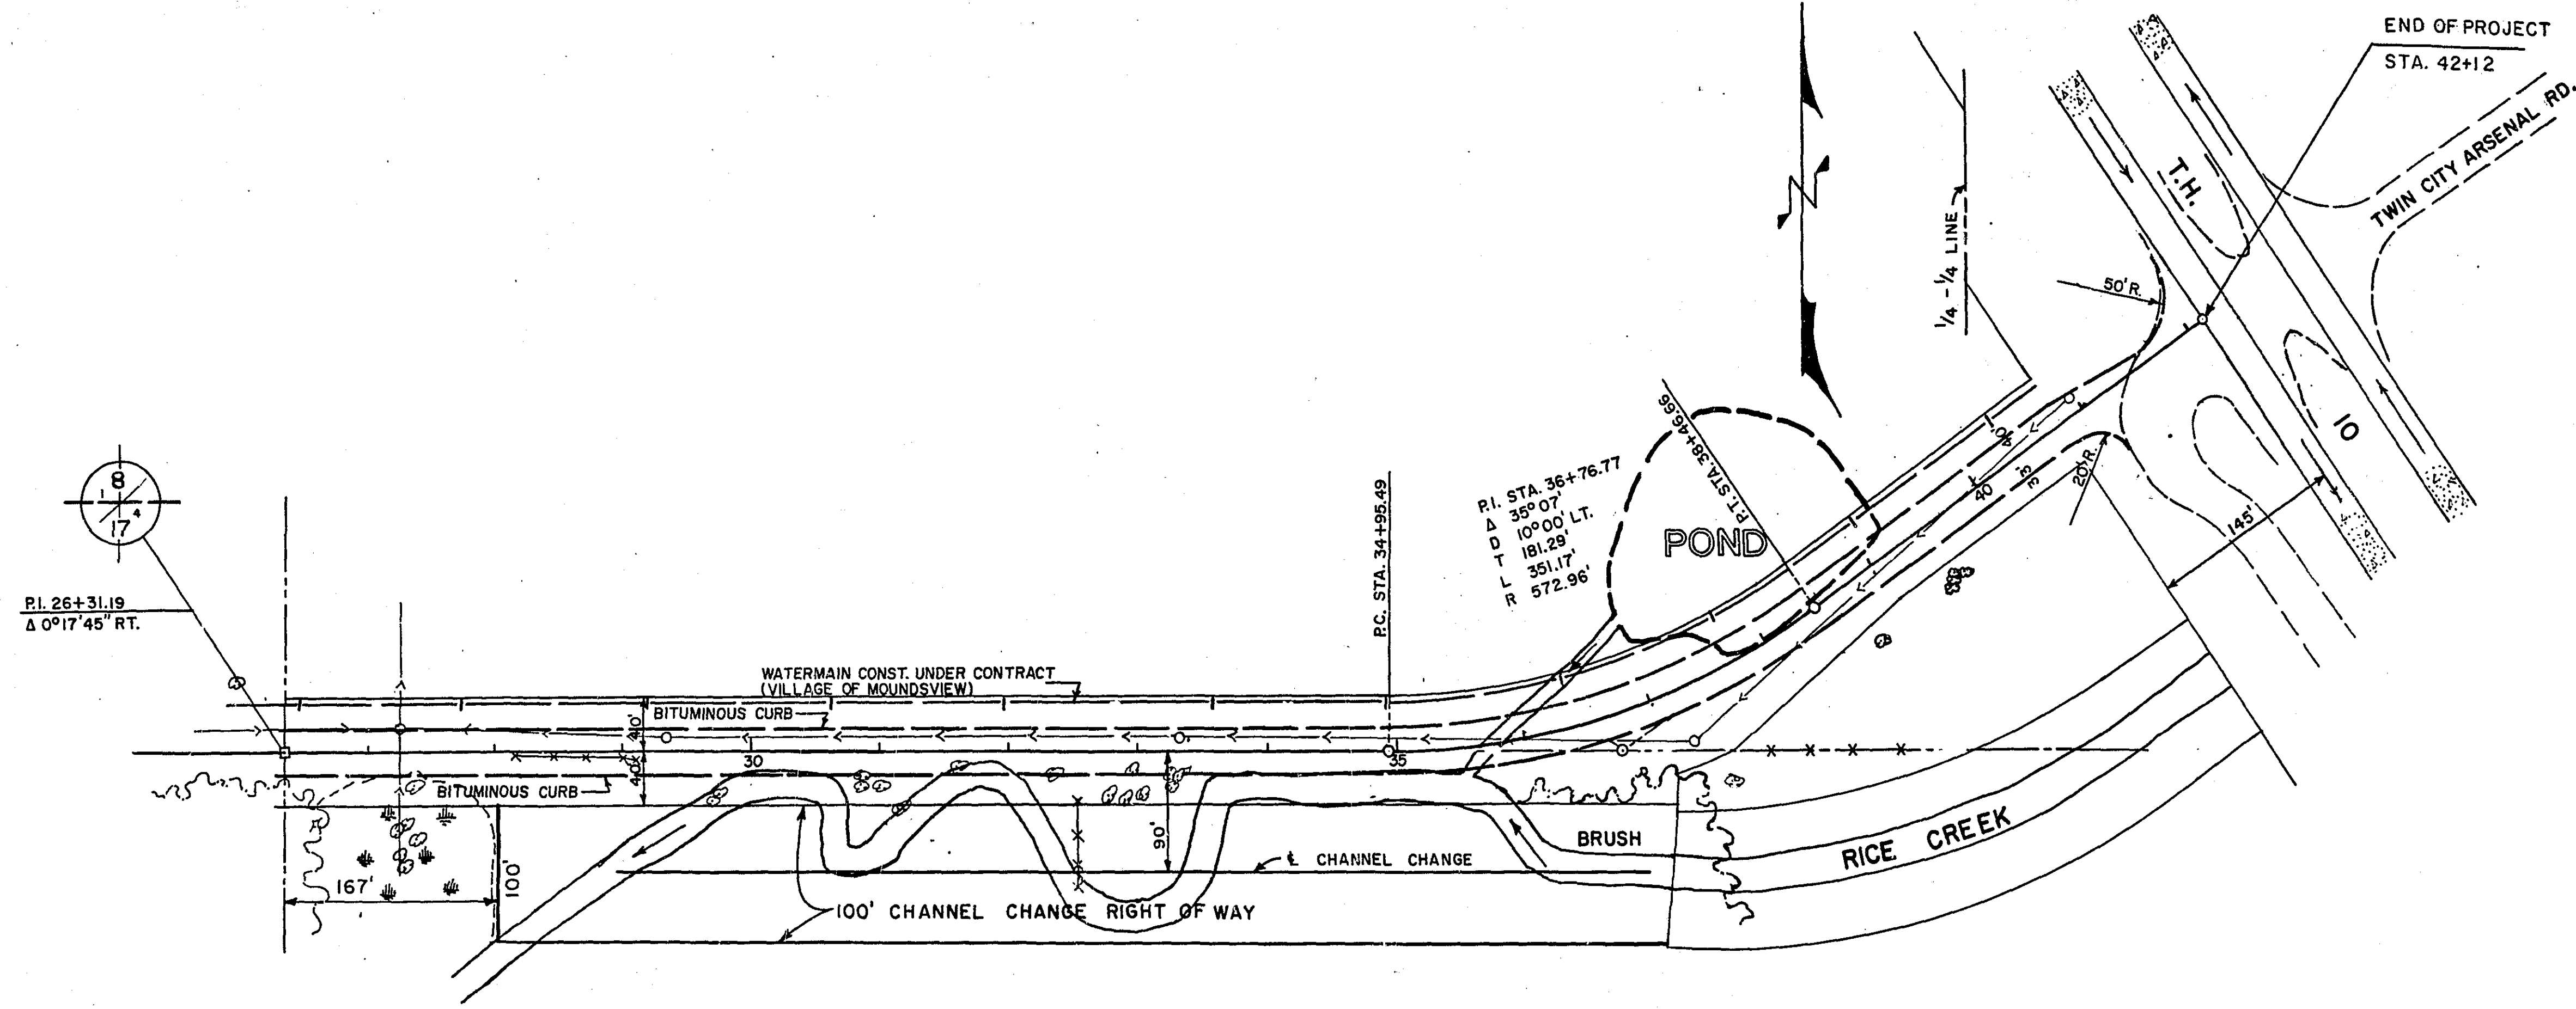 END OF PROJECT
STA. 42+12
TWIN CITY ARSENAL RD.
T.H.
10
1/4 - 1/4 LINE
50' R.
20' R.
145'
8
1
4
17
P.I. 26+31.19
Δ 0°17'45" RT.
P.T. STA. 38+46.66
P.I. STA. 36+76.77
Δ 35°07'
D 10°00' LT.
T 181.29'
L 351.17'
R 572.96'
P.C. STA. 34+95.49
POND
40'
40
33'
WATERMAIN CONST. UNDER CONTRACT
(VILLAGE OF MOUNDSVIEW)
BITUMINOUS CURB
40'
40'
30
35
BITUMINOUS CURB
90'
BRUSH
RICE CREEK
℄ CHANNEL CHANGE
167'
100'
100' CHANNEL CHANGE RIGHT OF WAY